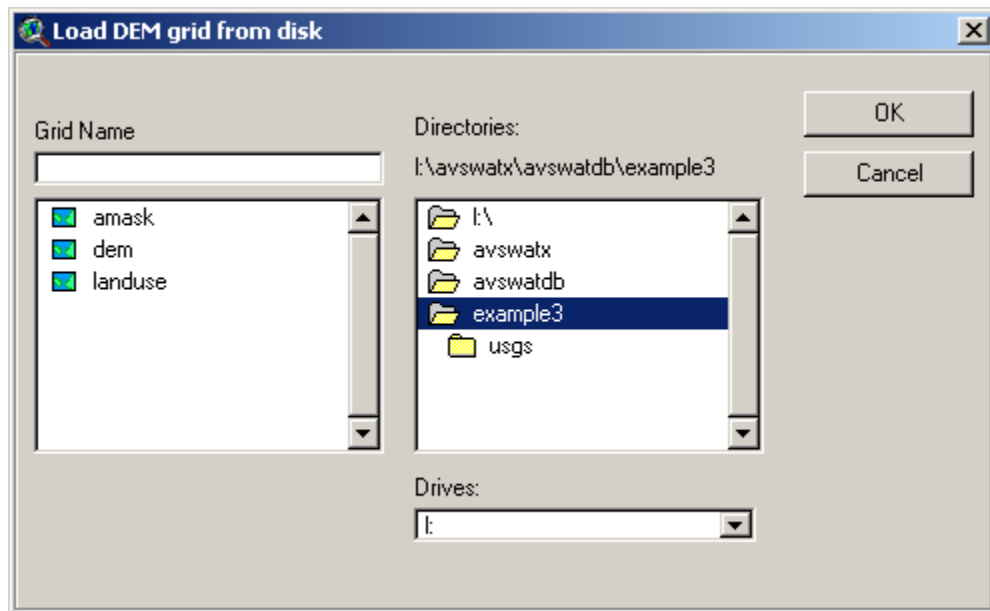 Load DEM grid from disk
Grid Name
amask
dem
landuse
Directories:
l:\avswatx\avswatdb\example3
l:\
avswatx
avswatdb
example3
usgs
Drives:
l:
OK
Cancel